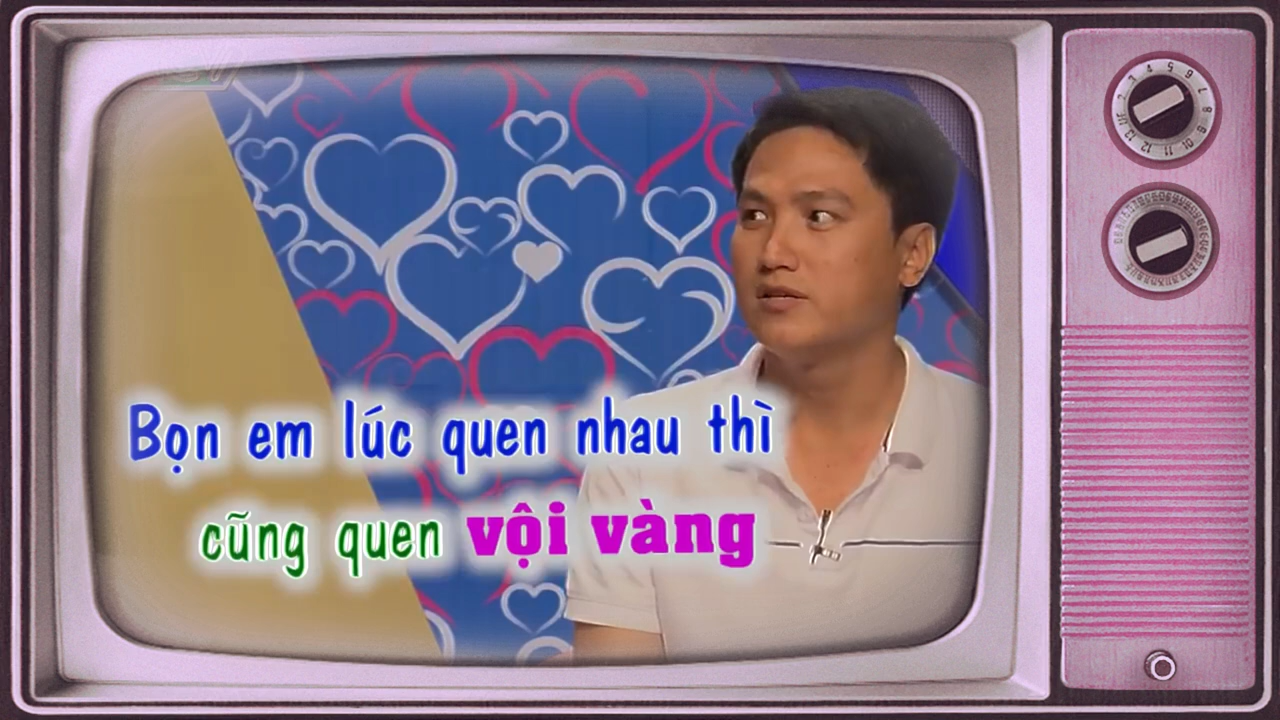 Bọn em lúc quen nhau thì
cũng quen vội vàng